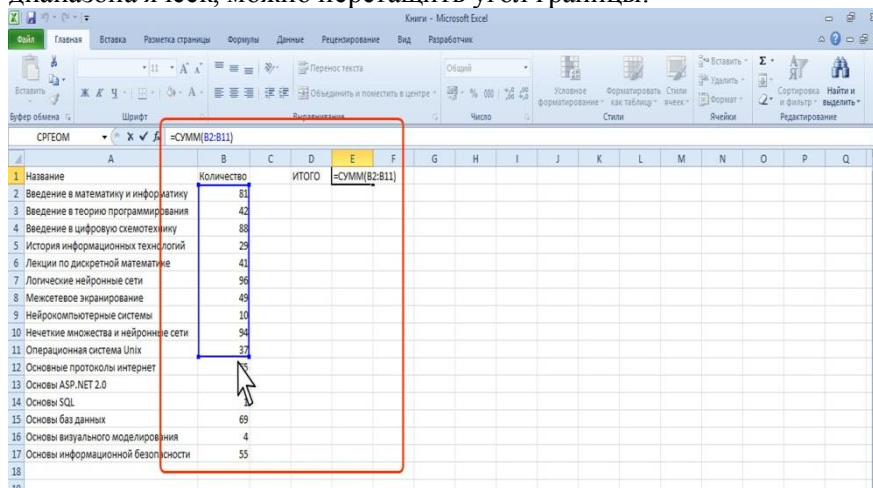 диапазона ячеек, можно перетащить угол границы.
Книги - Microsoft Excel
Файл Главная Вставка Разметка страницы Формулы Данные Рецензирование Вид Разработчик
11 Перенос текста Общий Вставить
Вставить Ж К Ч Объединить и поместить в центре % 000 Условное форматирование Форматировать как таблицу Стили ячеек Удалить Формат Сортировка и фильтр Найти и выделить
Буфер обмена Шрифт Выравнивание Число Стили Ячейки Редактирование
СРГЕОМ =СУММ(B2:B11)
A B C D E F G H I J K L M N O P Q
1 Название Количество ИТОГО =СУММ(B2:B11)
2 Введение в математику и информатику 81
3 Введение в теорию программирования 42
4 Введение в цифровую схемотехнику 88
5 История информационных технологий 29
6 Лекции по дискретной математике 41
7 Логические нейронные сети 96
8 Межсетевое экранирование 49
9 Нейрокомпьютерные системы 10
10 Нечеткие множества и нейронные сети 94
11 Операционная система Unix 37
12 Основные протоколы интернет
13 Основы ASP.NET 2.0
14 Основы SQL
15 Основы баз данных 69
16 Основы визуального моделирования 4
17 Основы информационной безопасности 55
18